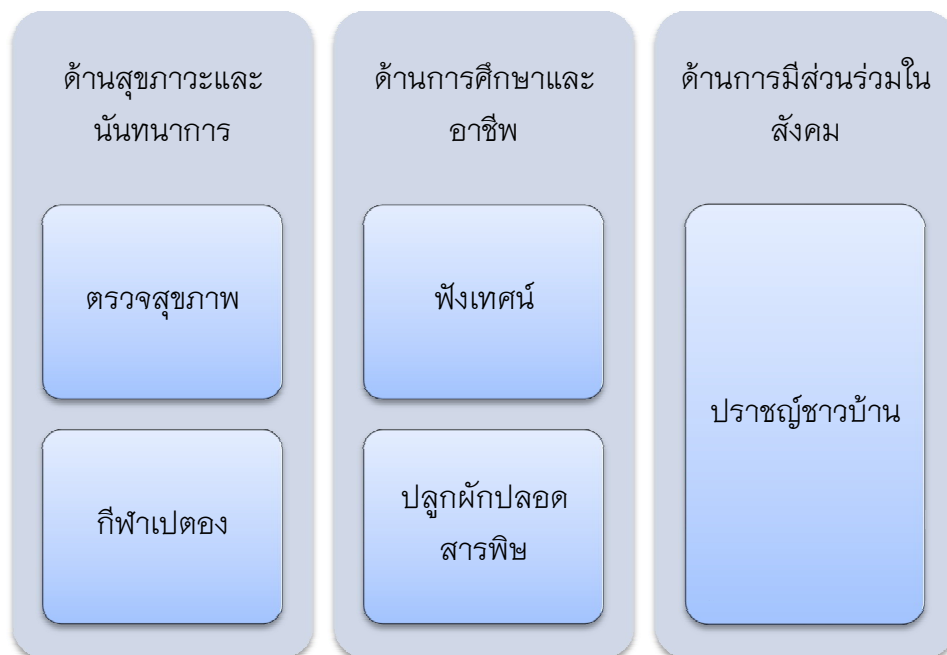 ด้านสุขภาวะและ
นันทนาการ
ตรวจสุขภาพ
กีฬาเปตอง
ด้านการศึกษาและ
อาชีพ
ฟังเทศน์
ปลูกผักปลอด
สารพิษ
ด้านการมีส่วนร่วมใน
สังคม
ปราชญ์ชาวบ้าน